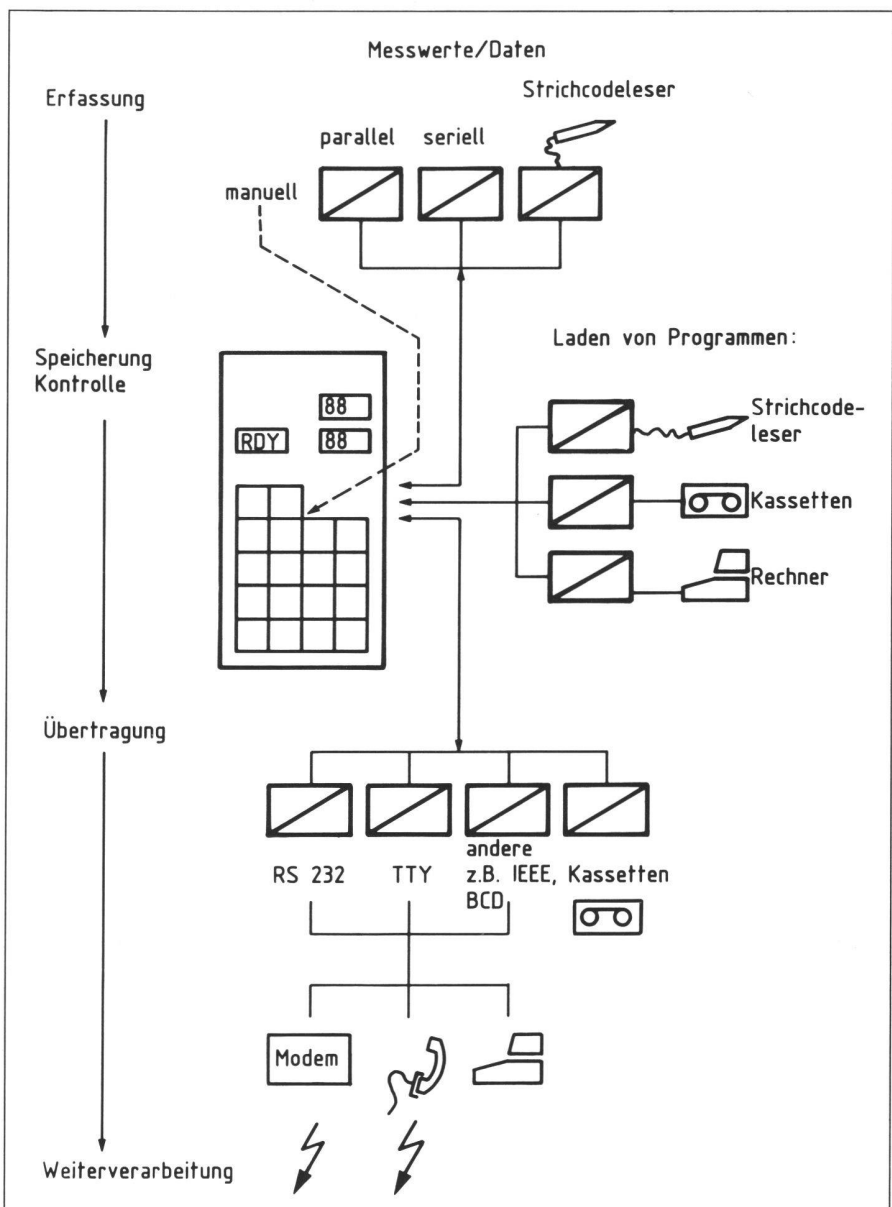 Messwerte/Daten
Erfassung
Strichcodeleser
parallel
seriell
manuell
Speicherung
Kontrolle
Laden von Programmen:
88
RDY
88
Strichcode-
leser
Kassetten
Rechner
Übertragung
RS 232
TTY
andere
z.B. IEEE,
BCD
Kassetten
Modem
Weiterverarbeitung